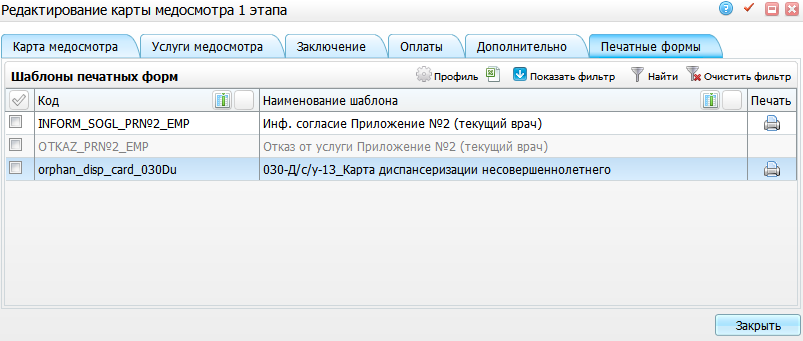 Редактирование карты медосмотра 1 этапа
Карта медосмотра Услуги медосмотра Заключение Оплаты Дополнительно Печатные формы
Шаблоны печатных форм Профиль Показать фильтр Найти Очистить фильтр
Код Наименование шаблона Печать
INFORM_SOGL_PR№2_EMP Инф. согласие Приложение №2 (текущий врач)
OTKAZ_PR№2_EMP Отказ от услуги Приложение №2 (текущий врач)
orphan_disp_card_030Du 030-Д/с/у-13_Карта диспансеризации несовершеннолетнего
Закрыть